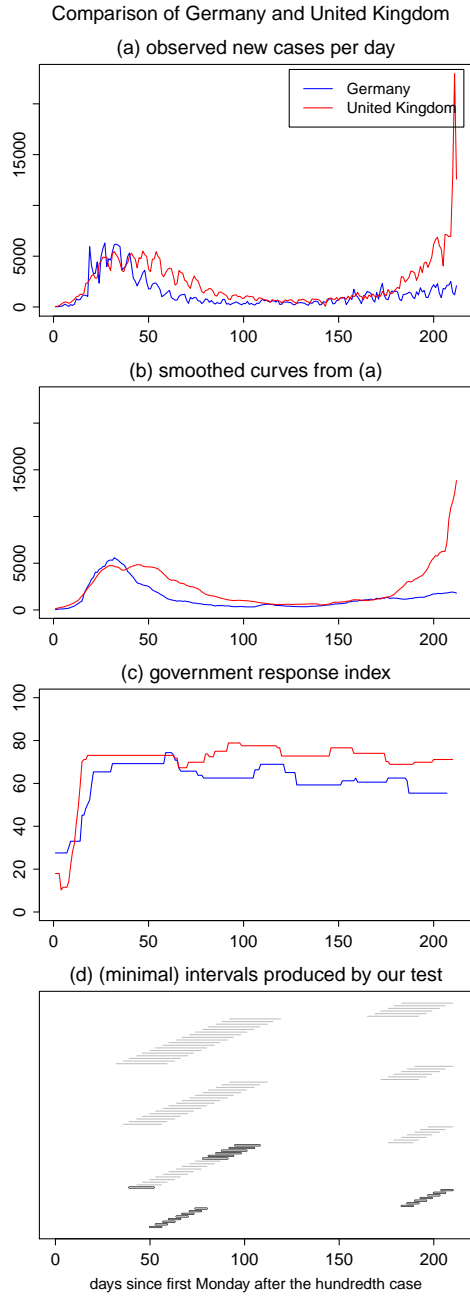 Comparison of Germany and United Kingdom
(a) observed new cases per day
Germany
United Kingdom
0 5000 15000
0 50 100 150 200
(b) smoothed curves from (a)
0 5000 15000
0 50 100 150 200
(c) government response index
0 20 40 60 80 100
0 50 100 150 200
(d) (minimal) intervals produced by our test
0 50 100 150 200
days since first Monday after the hundredth case